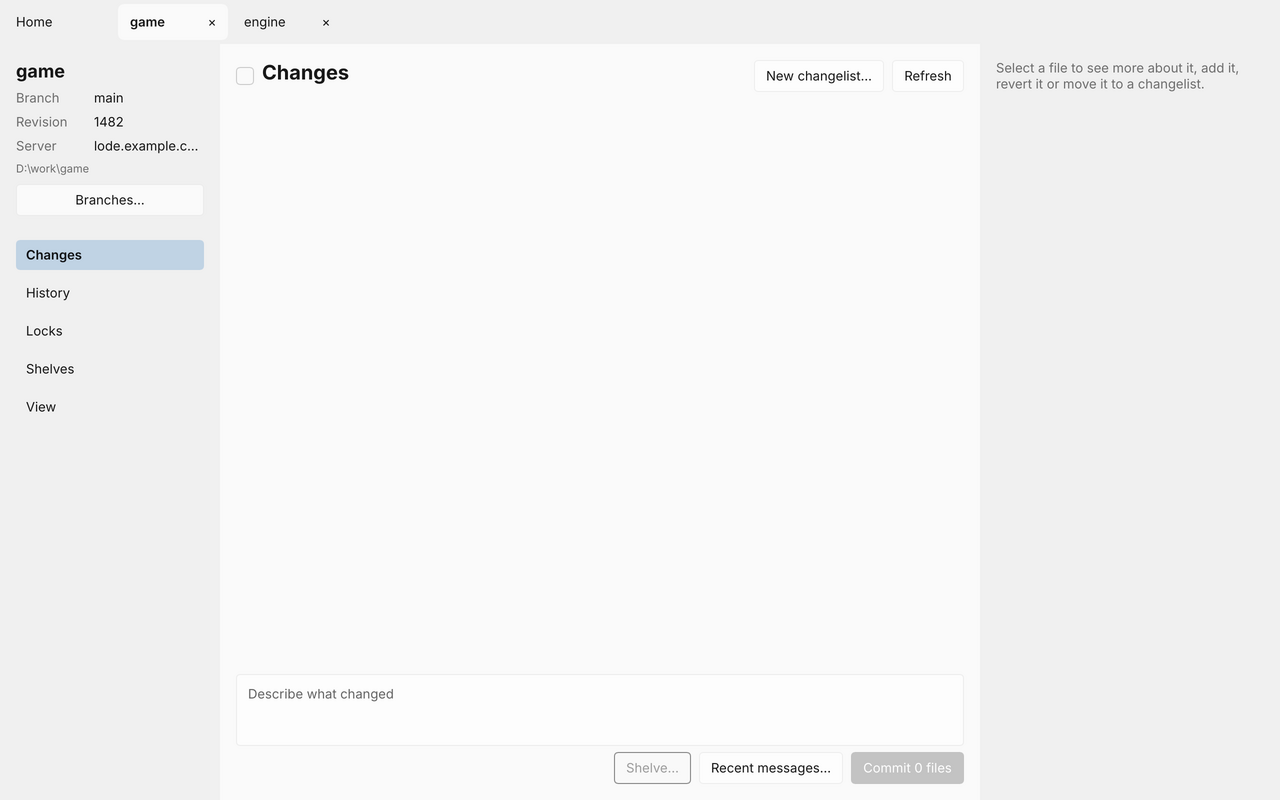 Home
game ×
engine ×
game
Branch main
Revision 1482
Server lode.example.c...
D:\work\game
Branches...
Changes
History
Locks
Shelves
View
Changes
New changelist...
Refresh
Describe what changed
Shelve...
Recent messages...
Commit 0 files
Select a file to see more about it, add it,
revert it or move it to a changelist.